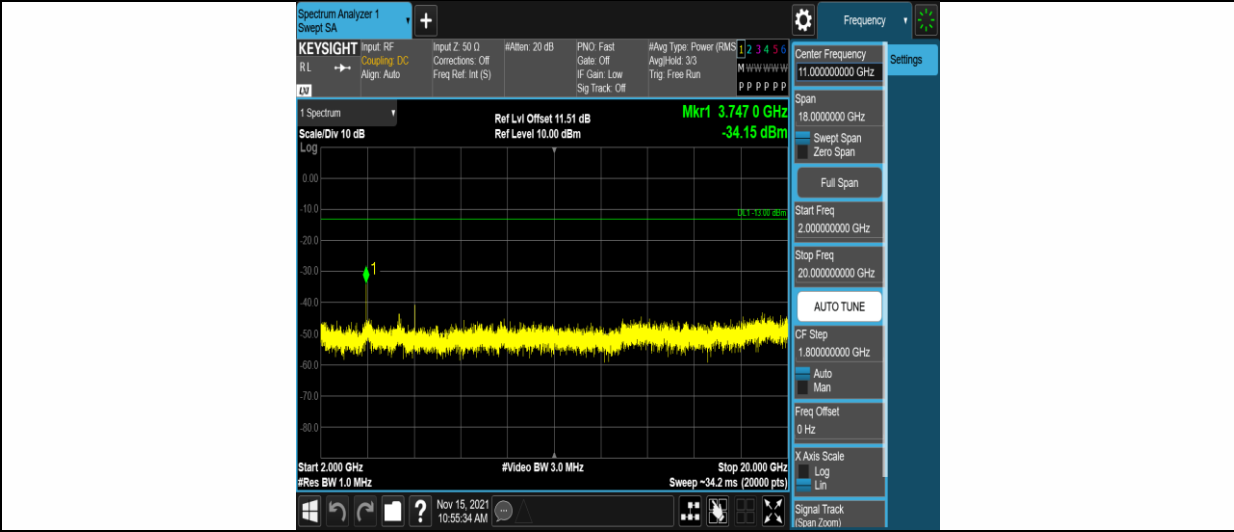 Spectrum Analyzer 1
Swept SA
+
Frequency
KEYSIGHT
RL
LXI
Input: RF
Coupling: DC
Align: Auto
Input Z: 50 Ω
Corrections: Off
Freq Ref: Int (S)
#Atten: 20 dB
PNO: Fast
Gate: Off
IF Gain: Low
Sig Track: Off
#Avg Type: Power (RMS
Avg|Hold: 3/3
Trig: Free Run
1 2 3 4 5 6
M W W W W W
P P P P P P
1 Spectrum
Scale/Div 10 dB
Ref Lvl Offset 11.51 dB
Ref Level 10.00 dBm
Mkr1 3.747 0 GHz
-34.15 dBm
Log
0.00
-10.0
DL1 -13.00 dBm
-20.0
-30.0
1
-40.0
-50.0
-60.0
-70.0
-80.0
Start 2.000 GHz
#Video BW 3.0 MHz
Stop 20.000 GHz
#Res BW 1.0 MHz
Sweep ~34.2 ms (20000 pts)
?
Nov 15, 2021
10:55:34 AM
Center Frequency
11.000000000 GHz
Settings
Span
18.0000000 GHz
Swept Span
Zero Span
Full Span
Start Freq
2.000000000 GHz
Stop Freq
20.000000000 GHz
AUTO TUNE
CF Step
1.800000000 GHz
Auto
Man
Freq Offset
0 Hz
X Axis Scale
Log
Lin
Signal Track
(Span Zoom)